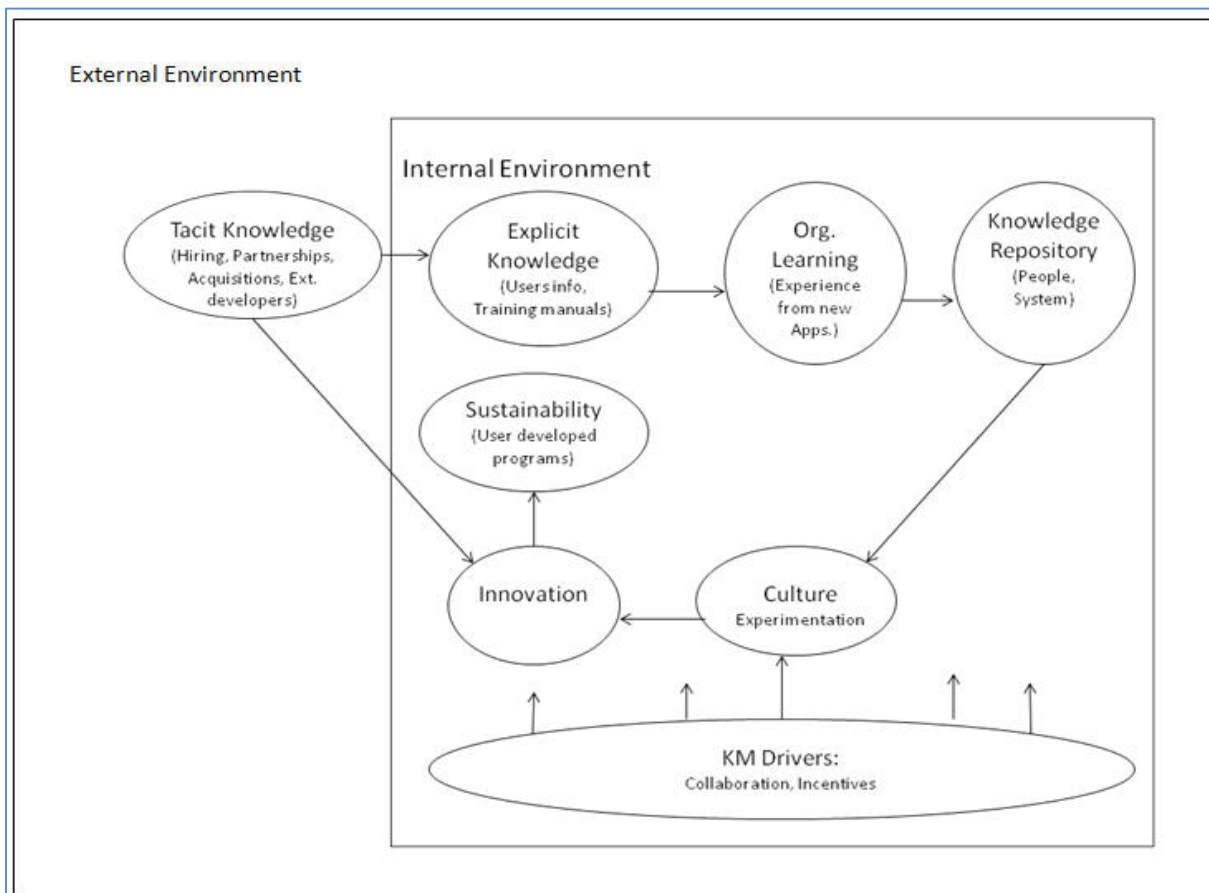 External Environment
Internal Environment
Tacit Knowledge
(Hiring, Partnerships,
Acquisitions, Ext.
developers)
Explicit
Knowledge
(Users info,
Training manuals)
Org.
Learning
(Experience
from new
Apps.)
Knowledge
Repository
(People,
System)
Sustainability
(User developed
programs)
Innovation
Culture
Experimentation
KM Drivers:
Collaboration, Incentives